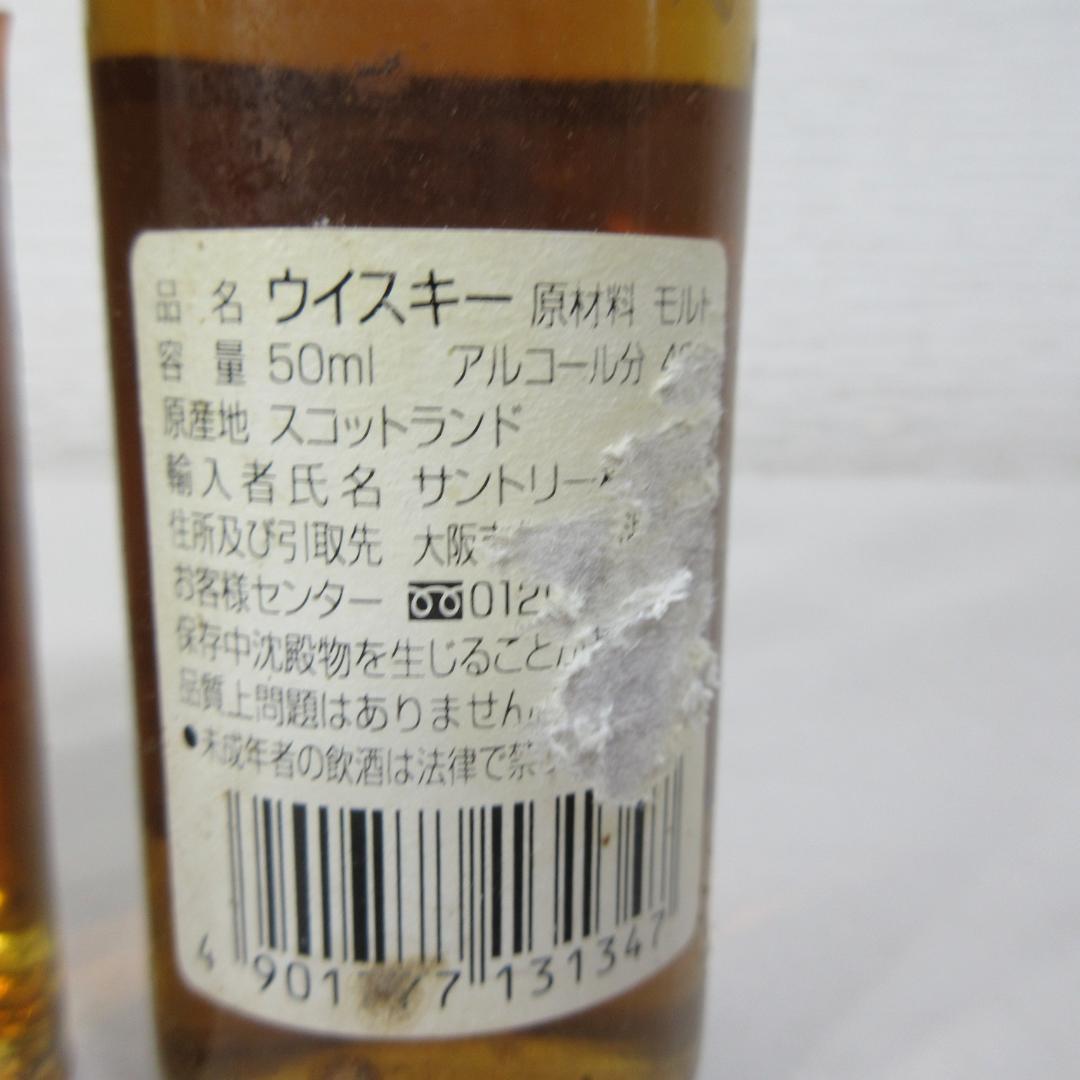 品名 ウイスキー 原材料 モルト
容量 50ml アルコール分
原産地 スコットランド
輸入者氏名 サントリー
住所及び引取先 大阪
お客様センター 012
保存中沈殿物を生じること
品質上問題はありません
●未成年者の飲酒は法律で禁
4 901 7 131347